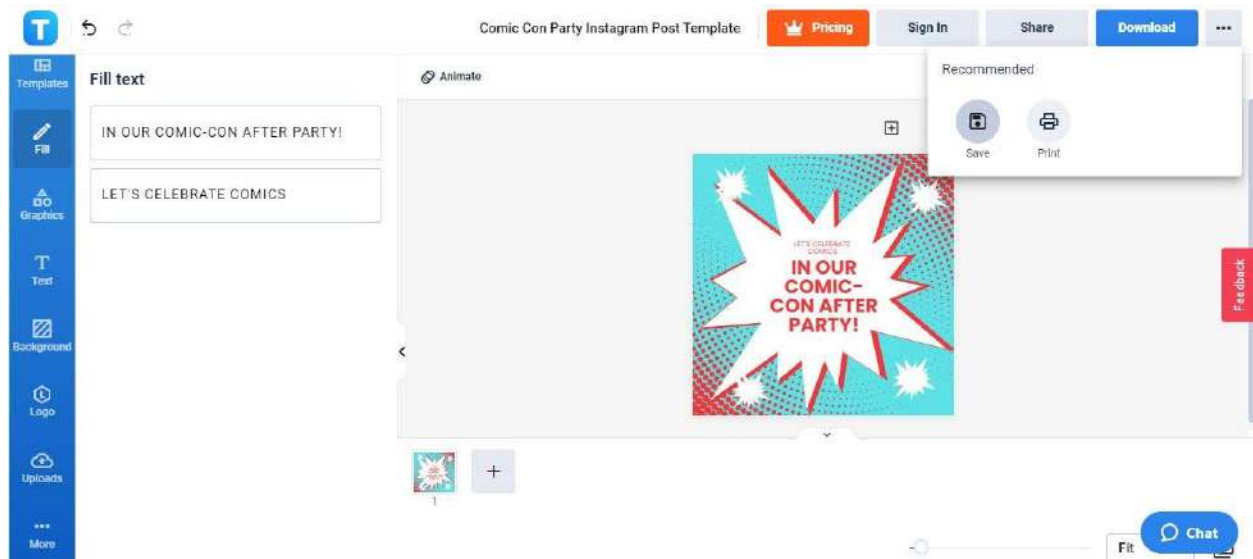 T
Comic Con Party Instagram Post Template
Pricing
Sign In
Share
Download
Templates
Fill
Graphics
Text
Background
Logo
Uploads
More
Fill text
IN OUR COMIC-CON AFTER PARTY!
LET'S CELEBRATE COMICS
Animate
Recommended
Save
Print
LET'S CELEBRATE
COMICS
IN OUR
COMIC-
CON AFTER
PARTY!
Feedback
1
Fit
Chat